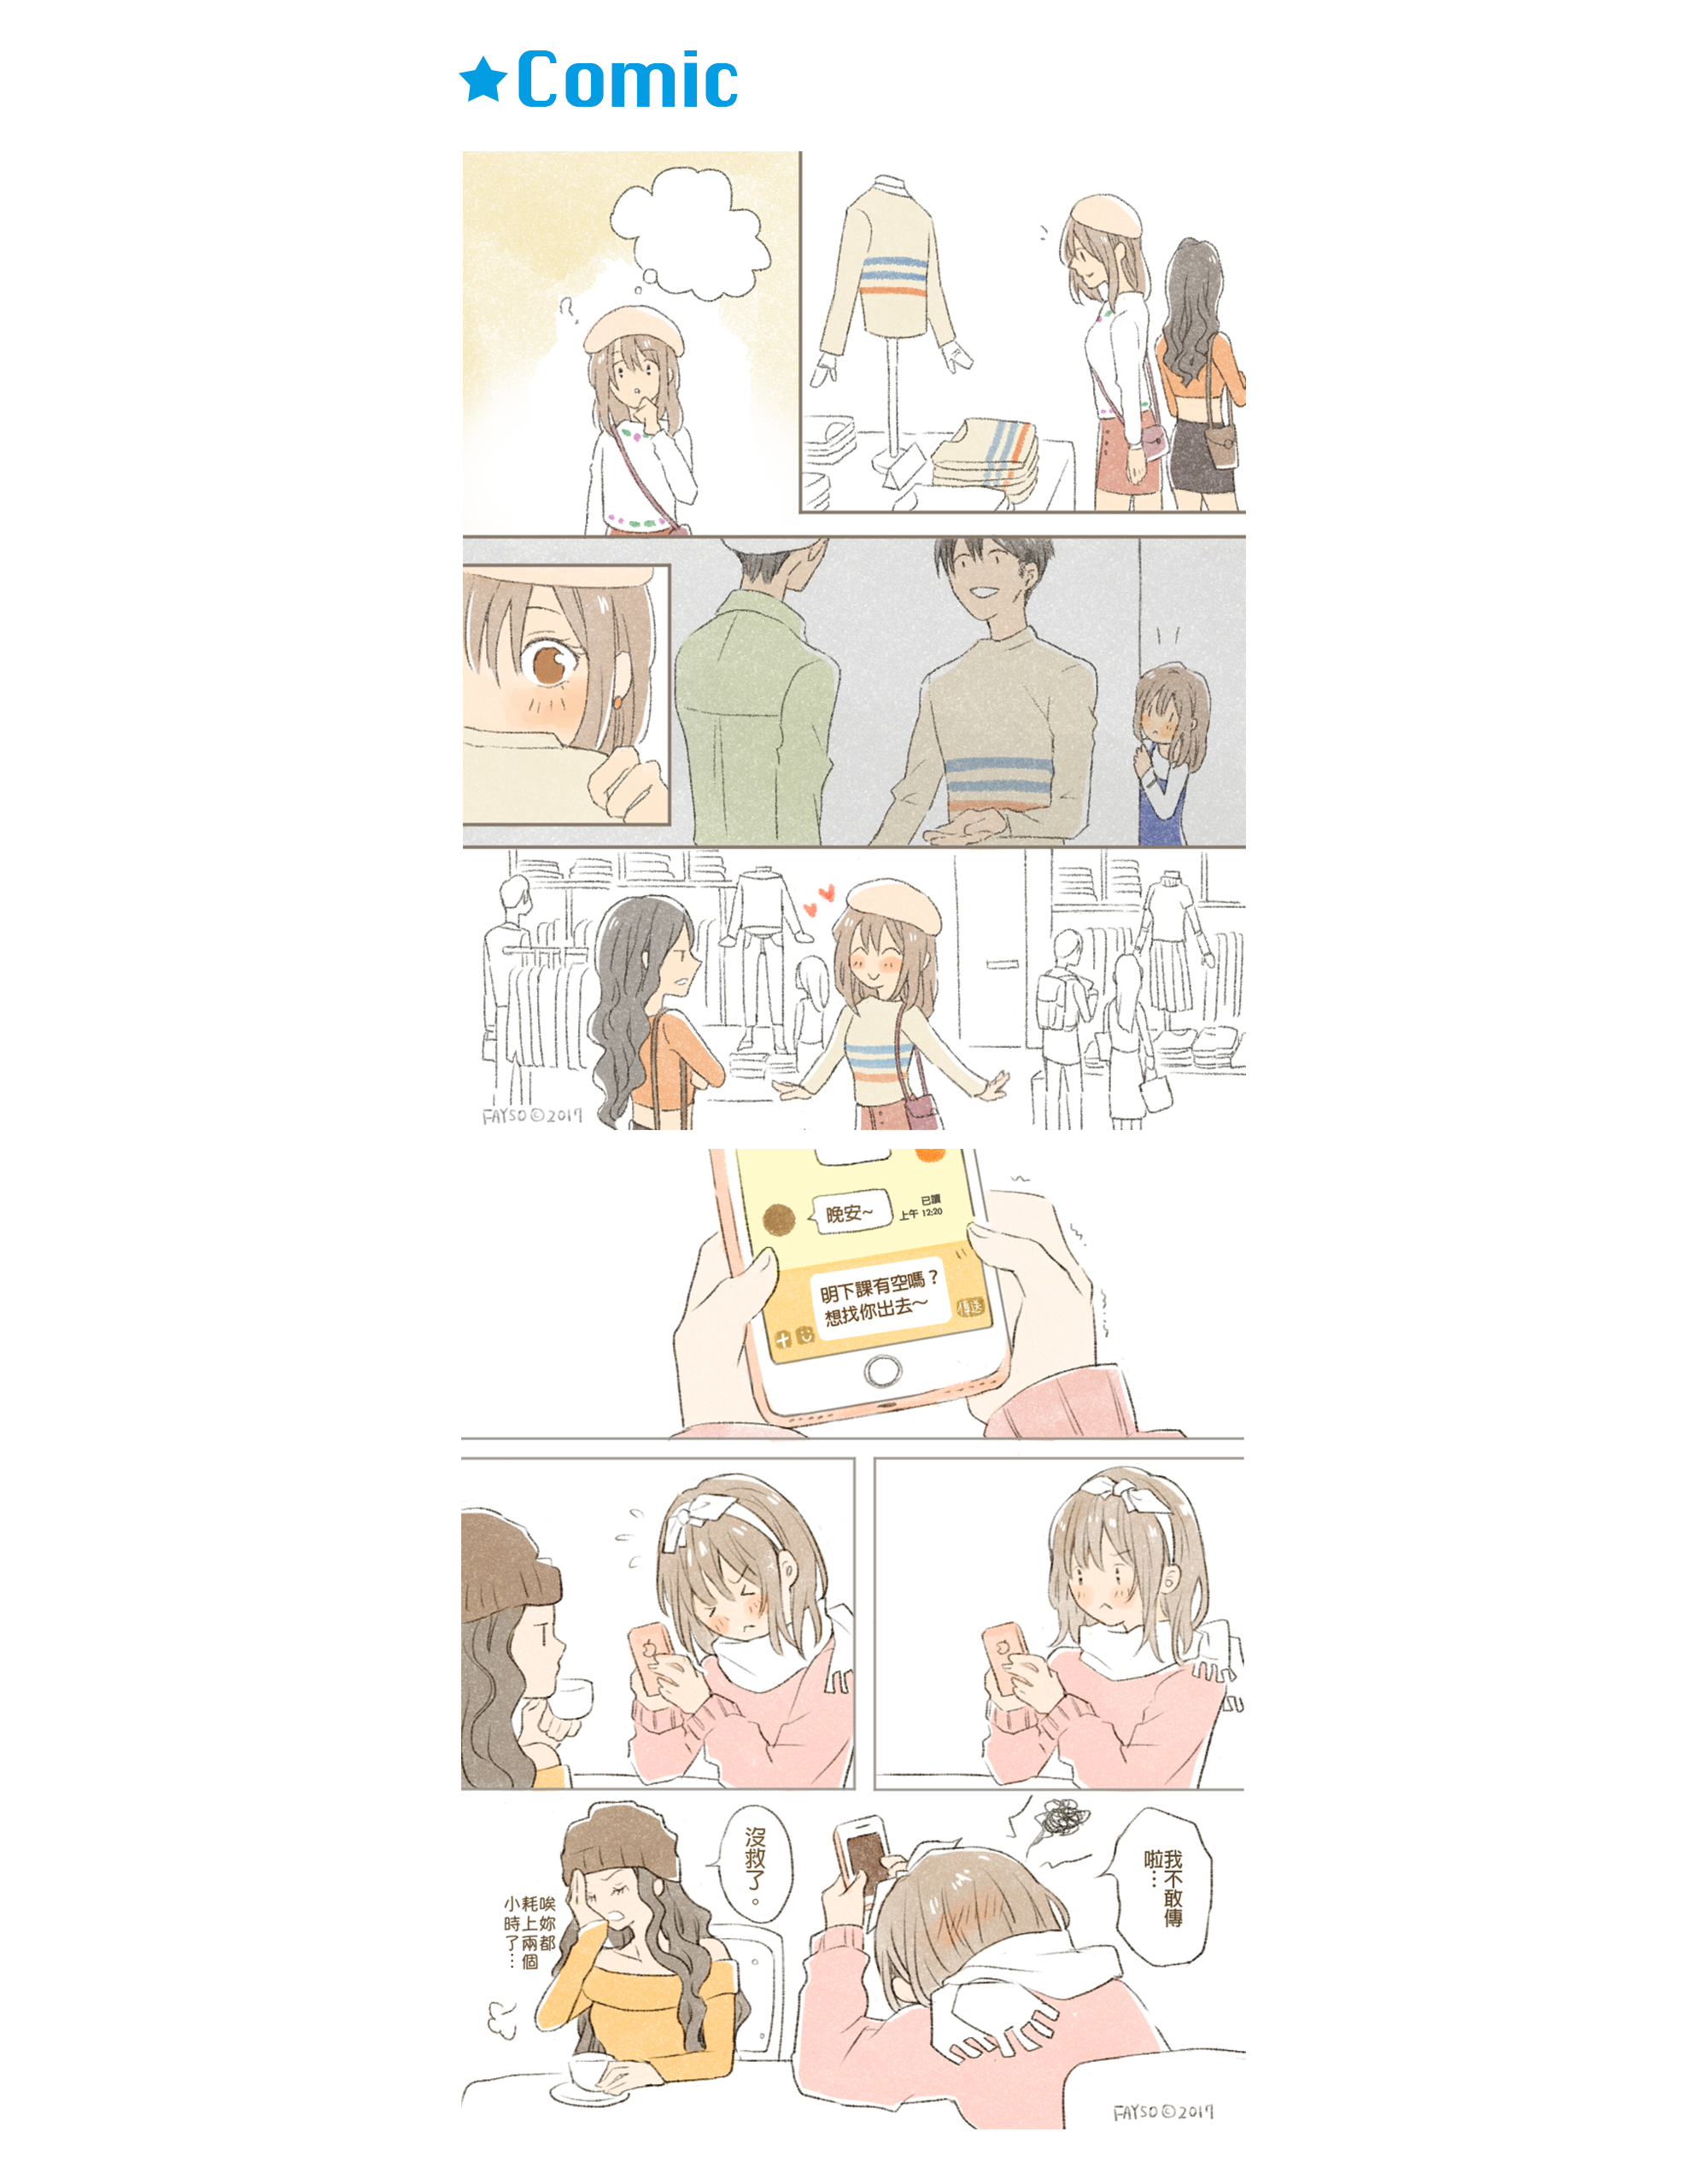 ★Comic
FAYSO©2017
晚安~
已讀
上午 12:20
明下課有空嗎？
想找你出去～
傳送
我不敢傳
啦…
沒救了。
唉妳都
耗上兩個
小時了…
FAYSO©2017